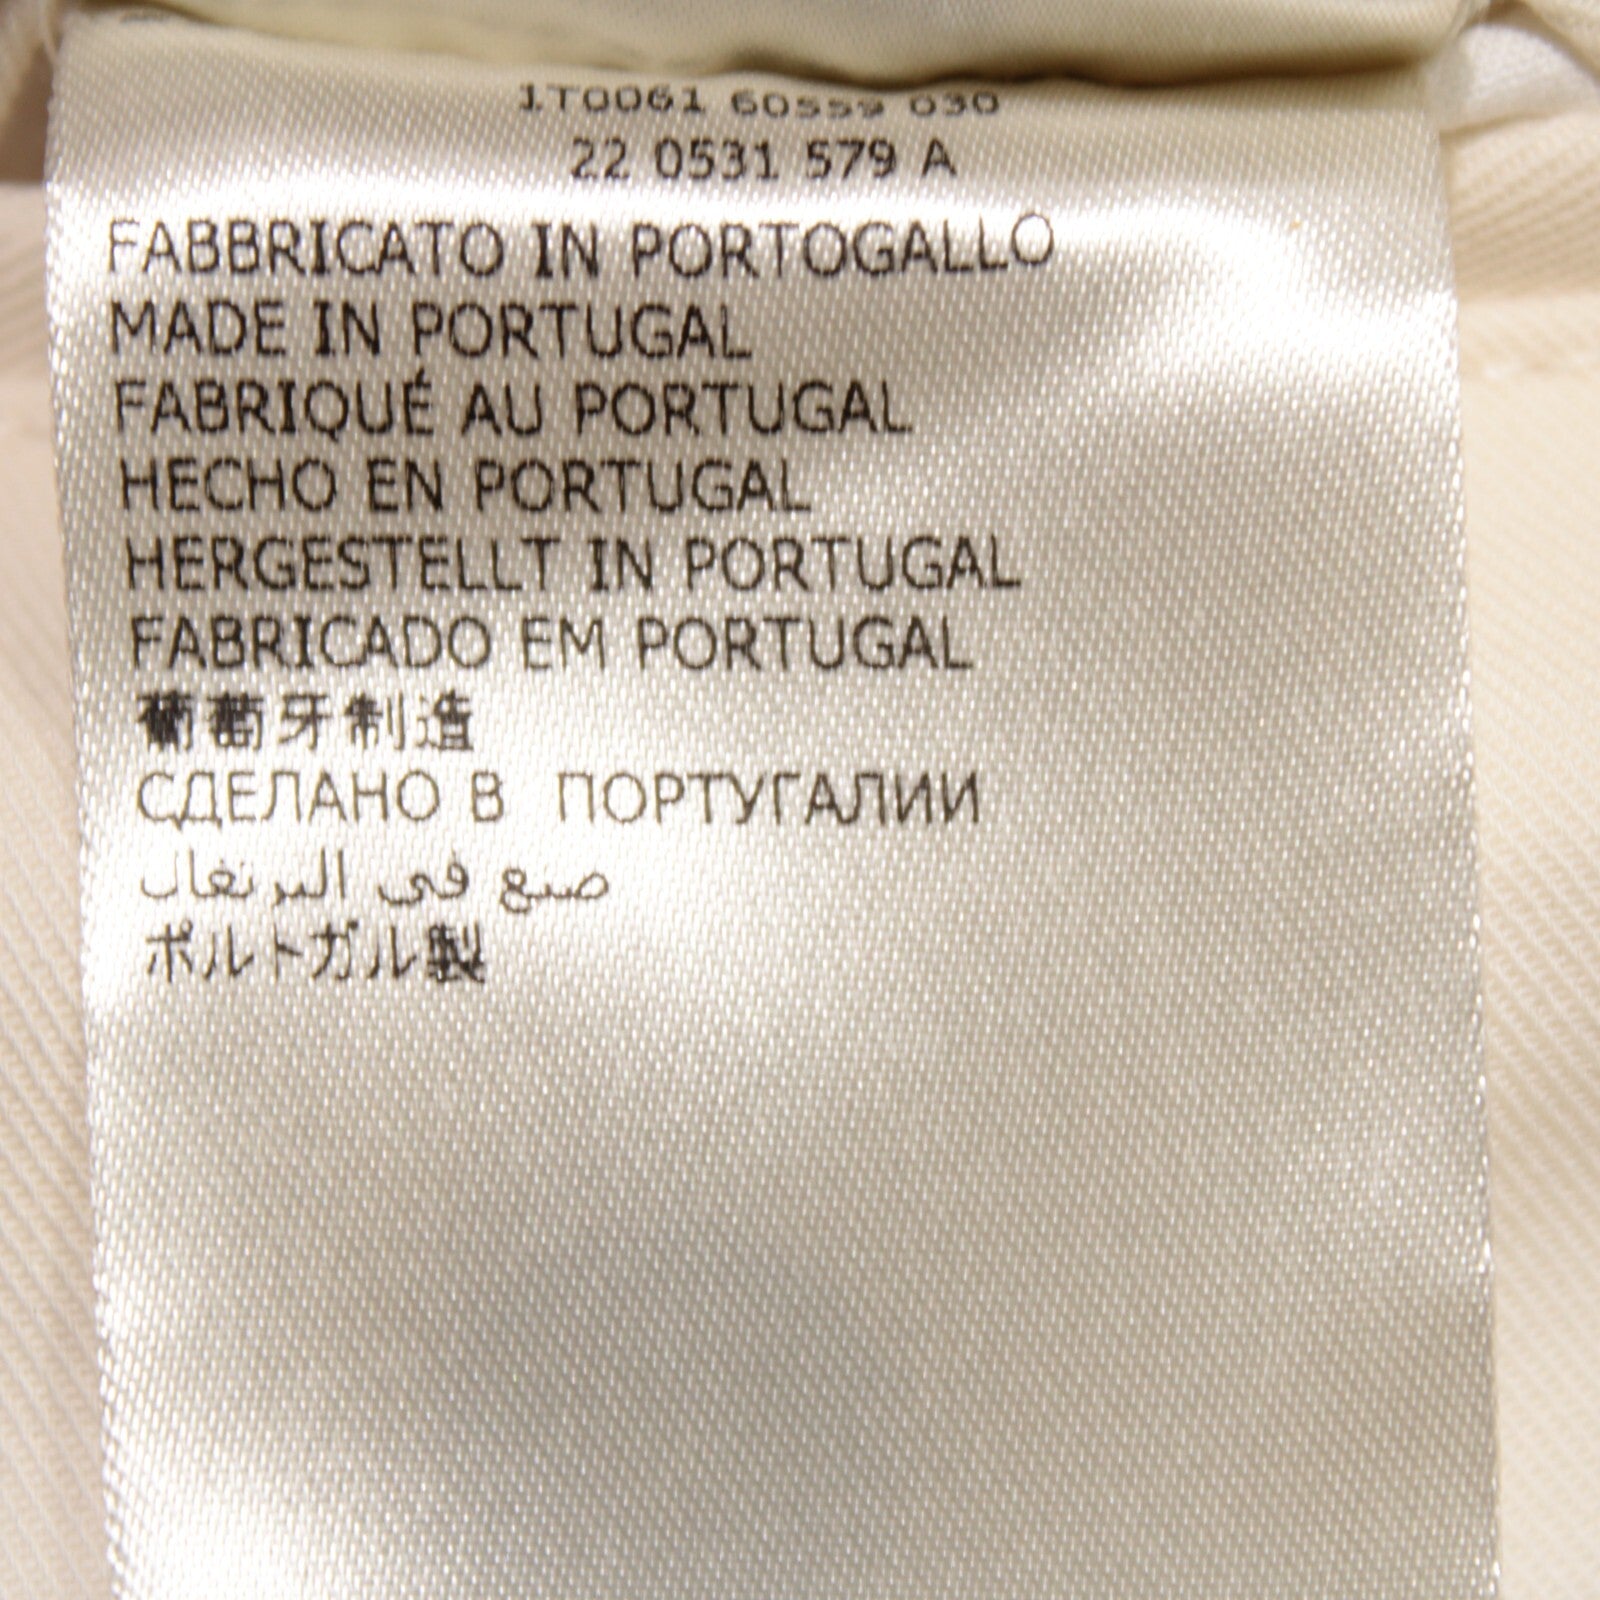 1T0061 60559 030
22 0531 579 A
FABBRICATO IN PORTOGALLO
MADE IN PORTUGAL
FABRIQUÉ AU PORTUGAL
HECHO EN PORTUGAL
HERGESTELLT IN PORTUGAL
FABRICADO EM PORTUGAL
葡萄牙制造
СДЕЛАНО В ПОРТУГАЛИИ
صنع في البرتغال
ポルトガル製